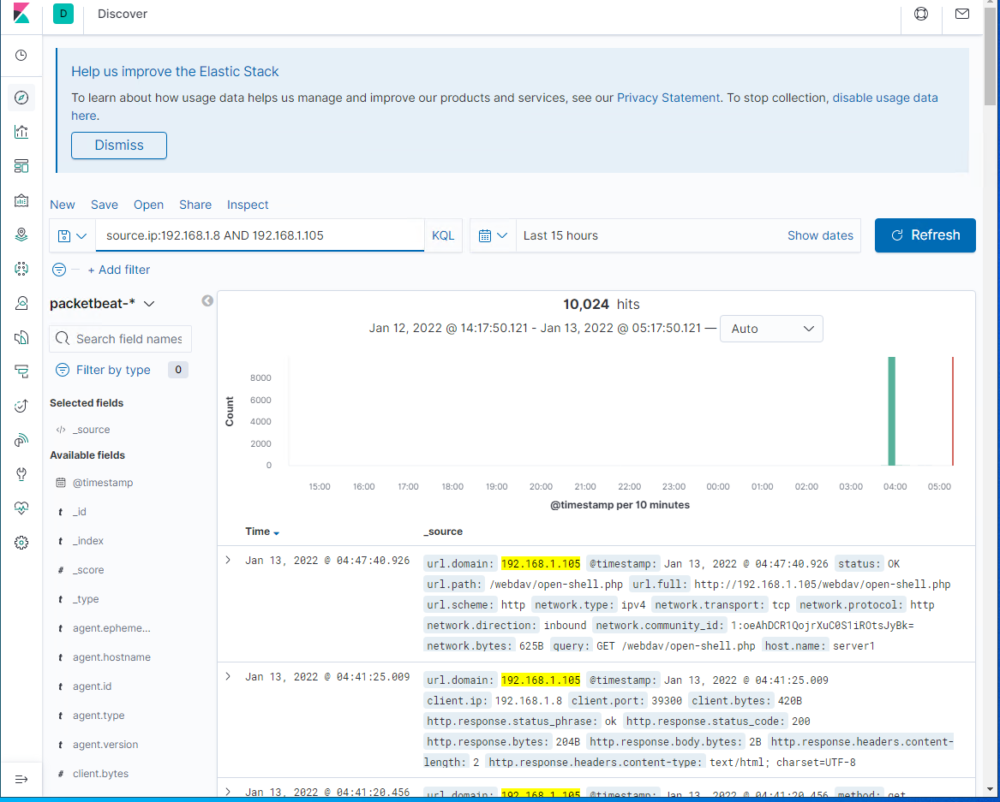 D Discover
Help us improve the Elastic Stack
To learn about how usage data helps us manage and improve our products and services, see our Privacy Statement. To stop collection, disable usage data
here.
Dismiss
New Save Open Share Inspect
source.ip:192.168.1.8 AND 192.168.1.105 KQL Last 15 hours Show dates Refresh
+ Add filter
packetbeat-*
Search field names
Filter by type 0
Selected fields
</> _source
Available fields
@timestamp
t _id
t _index
# _score
t _type
t agent.epheme...
t agent.hostname
t agent.id
t agent.type
t agent.version
# client.bytes
10,024 hits
Jan 12, 2022 @ 14:17:50.121 - Jan 13, 2022 @ 05:17:50.121 — Auto
Count
8000
6000
4000
2000
0
15:00 16:00 17:00 18:00 19:00 20:00 21:00 22:00 23:00 00:00 01:00 02:00 03:00 04:00 05:00
@timestamp per 10 minutes
Time _source
Jan 13, 2022 @ 04:47:40.926 url.domain: 192.168.1.105 @timestamp: Jan 13, 2022 @ 04:47:40.926 status: OK
url.path: /webdav/open-shell.php url.full: http://192.168.1.105/webdav/open-shell.php
url.scheme: http network.type: ipv4 network.transport: tcp network.protocol: http
network.direction: inbound network.community_id: 1:oeAhDCR1QojrXuC0S1iROtsJyBk=
network.bytes: 625B query: GET /webdav/open-shell.php host.name: server1
Jan 13, 2022 @ 04:41:25.009 url.domain: 192.168.1.105 @timestamp: Jan 13, 2022 @ 04:41:25.009
client.ip: 192.168.1.8 client.port: 39300 client.bytes: 420B
http.response.status_phrase: ok http.response.status_code: 200
http.response.bytes: 204B http.response.body.bytes: 2B http.response.headers.content-
length: 2 http.response.headers.content-type: text/html; charset=UTF-8
Jan 13, 2022 @ 04:41:20.456 url.domain: 192.168.1.105 @timestamp: Jan 13, 2022 @ 04:41:20.456 method: get